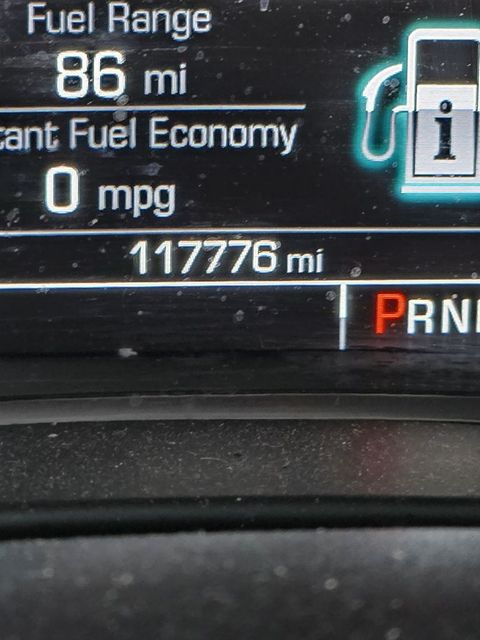 Fuel Range
86 mi
tant Fuel Economy
0 mpg
i
117776 mi
PRN